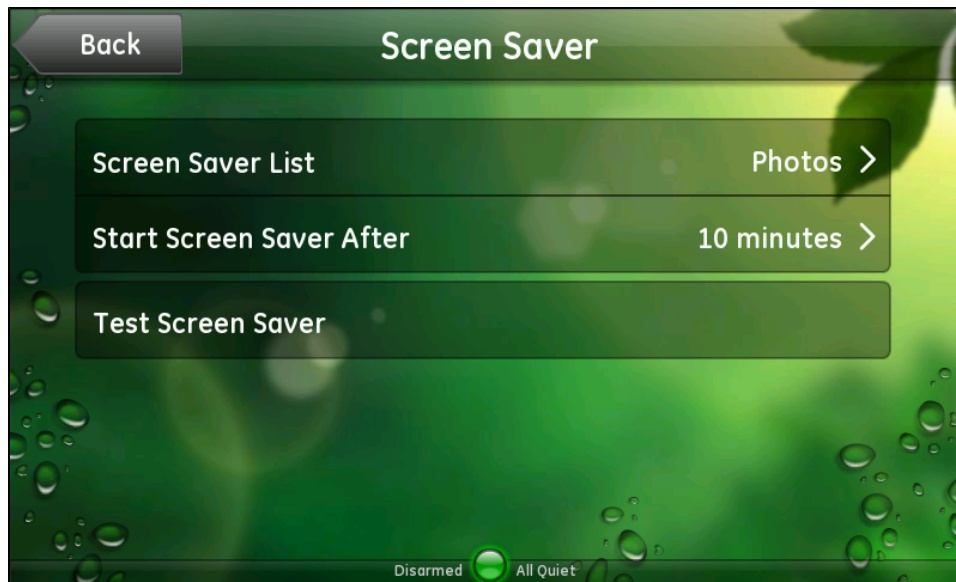 Back Screen Saver
Screen Saver List Photos
Start Screen Saver After 10 minutes
Test Screen Saver
Disarmed All Quiet